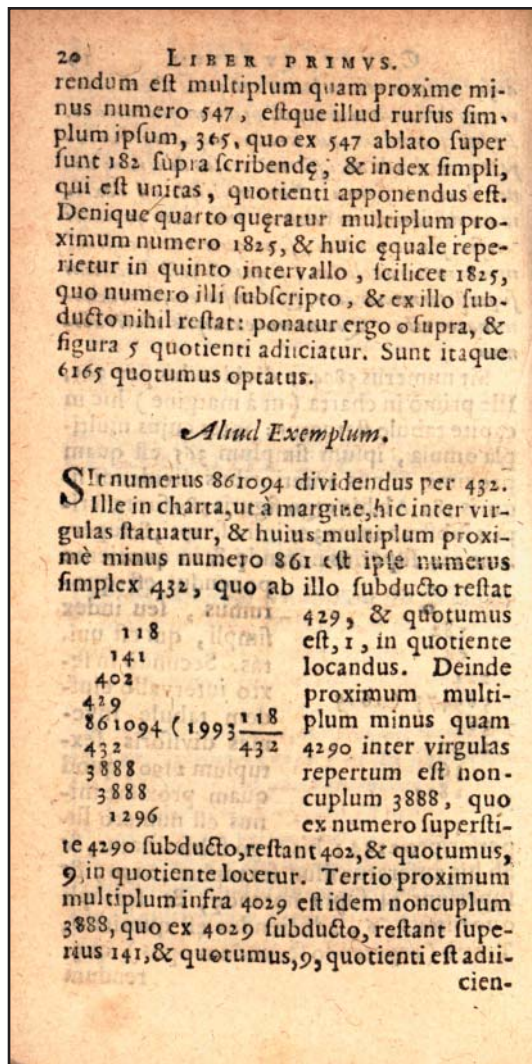 20 LIBER PRIMVS.
rendum eſt multiplum quam proxime mi-
nus numero 547, eſtque illud rurſus ſim-
plum ipſum, 365, quo ex 547 ablato ſuper
ſunt 182 ſupra ſcribendę, & index ſimpli,
qui eſt unitas, quotienti apponendus eſt.
Denique quarto quęratur multiplum pro-
ximum numero 1825, & huic ęquale repe-
rietur in quinto intervallo, ſcilicet 1825,
quo numero illi ſubſcripto, & ex illo ſub-
ducto nihil reſtat: ponatur ergo 0 ſupra, &
figura 5 quotienti adiiciatur. Sunt itaque
6165 quotumus optatus.
Aliud Exemplum.
SIt numerus 861094 dividendus per 432.
Ille in charta, ut à margine, hic inter vir-
gulas ſtatuatur, & huius multiplum proxi-
mè minus numero 861 eſt ipſe numerus
ſimplex 432, quo ab illo ſubducto reſtat
429, & quotumus
eſt, 1, in quotiente
locandus. Deinde
proximum multi-
plum minus quam
4290 inter virgulas
repertum eſt non-
cuplum 3888, quo
ex numero ſuperſti-
118
141
402
429
861094 (1993 118/432
432
3888
3888
1296
te 4290 ſubducto, reſtant 402, & quotumus,
9, in quotiente locetur. Tertio proximum
multiplum infra 4029 eſt idem noncuplum
3888, quo ex 4029 ſubducto, reſtant ſupe-
rius 141, & quotumus, 9, quotienti eſt adii-
cien-